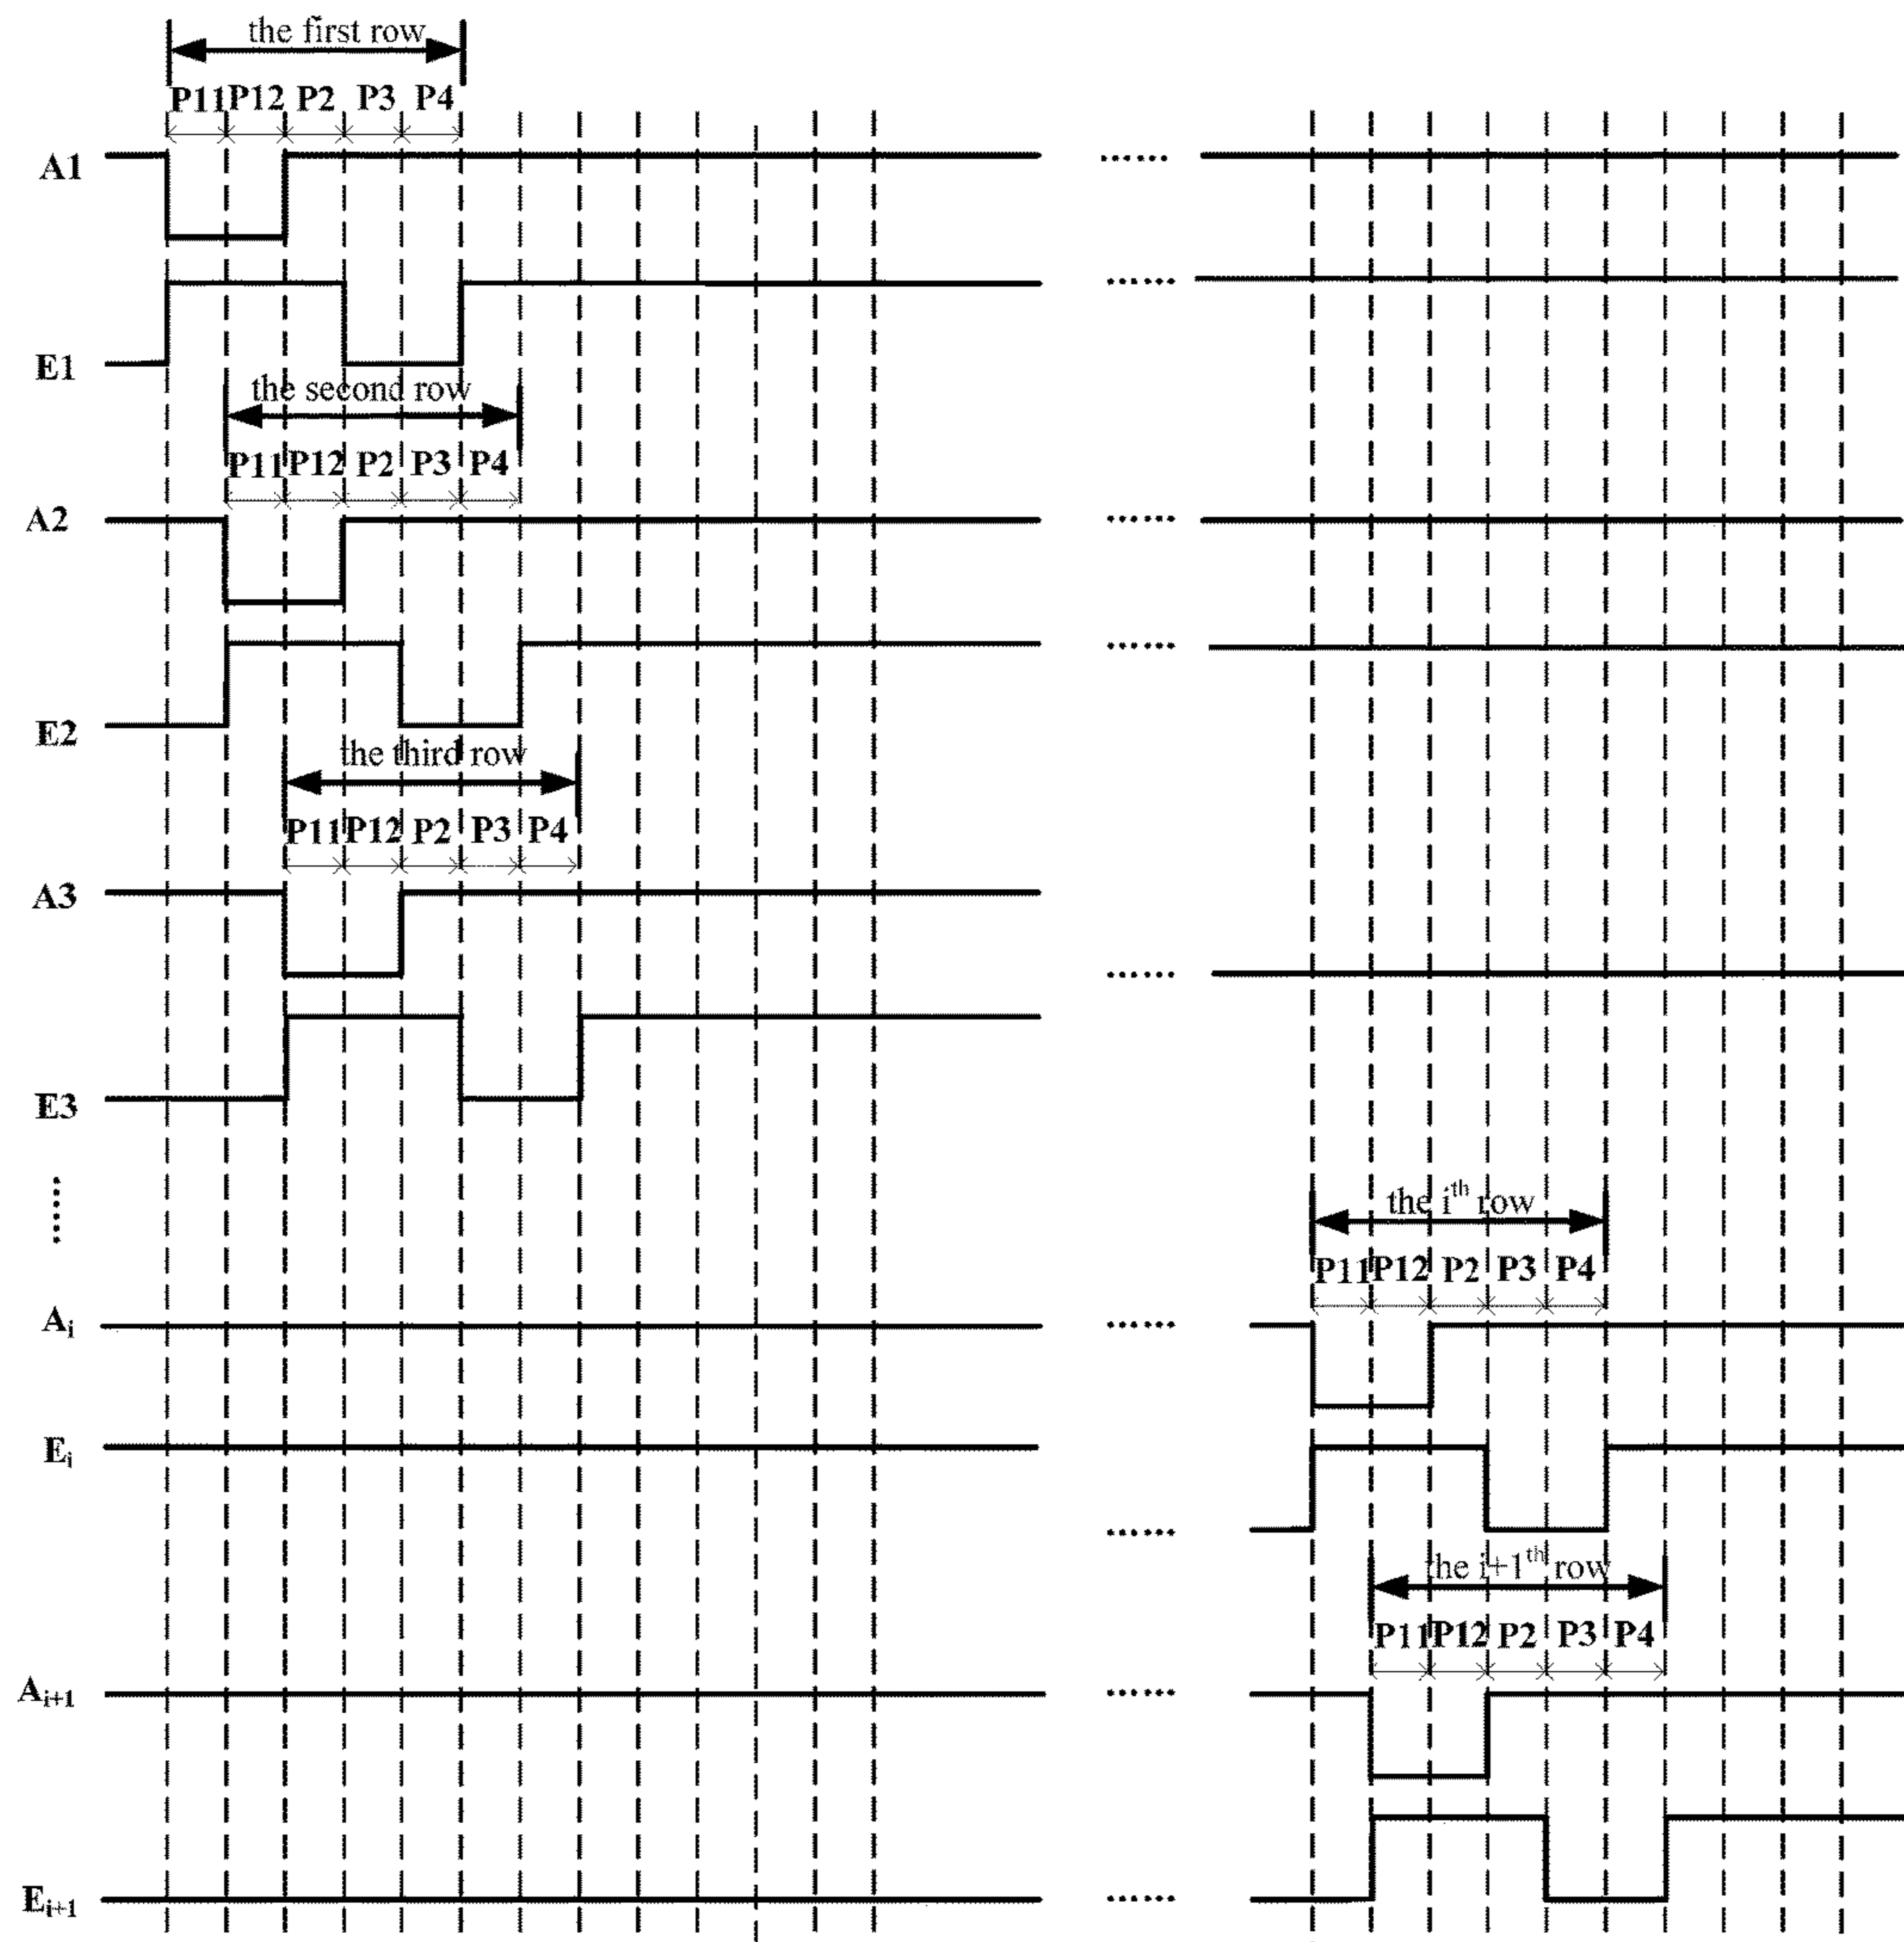 the first row
P11 P12 P2 P3 P4
A1 ......
......
E1
the second row
P11 P12 P2 P3 P4
A2 ......
......
E2
the third row
P11 P12 P2 P3 P4
A3
......
E3
......
the iᵗʰ row
P11 P12 P2 P3 P4
Aᵢ ......
Eᵢ
......
the i+1ᵗʰ row
P11 P12 P2 P3 P4
Aᵢ₊₁ ......
Eᵢ₊₁ ......